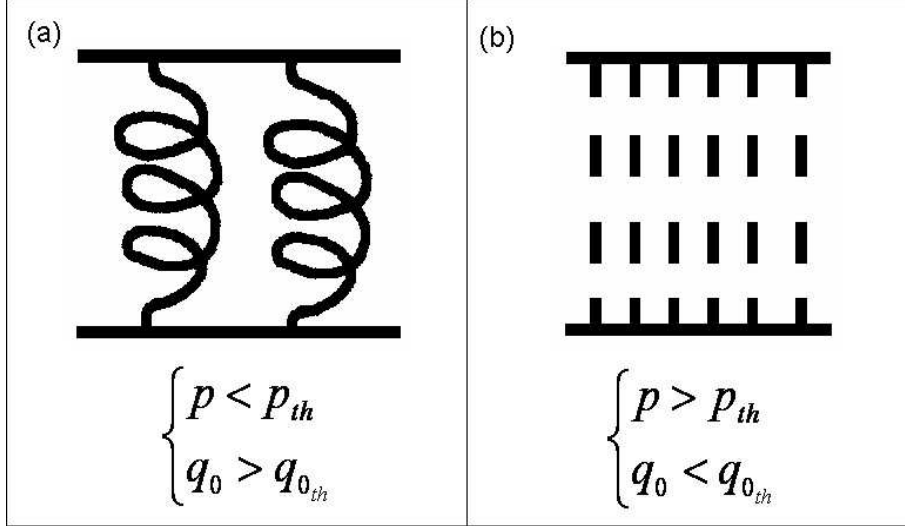 (a)
p < p_th
q_0 > q_0_th
(b)
p > p_th
q_0 < q_0_th